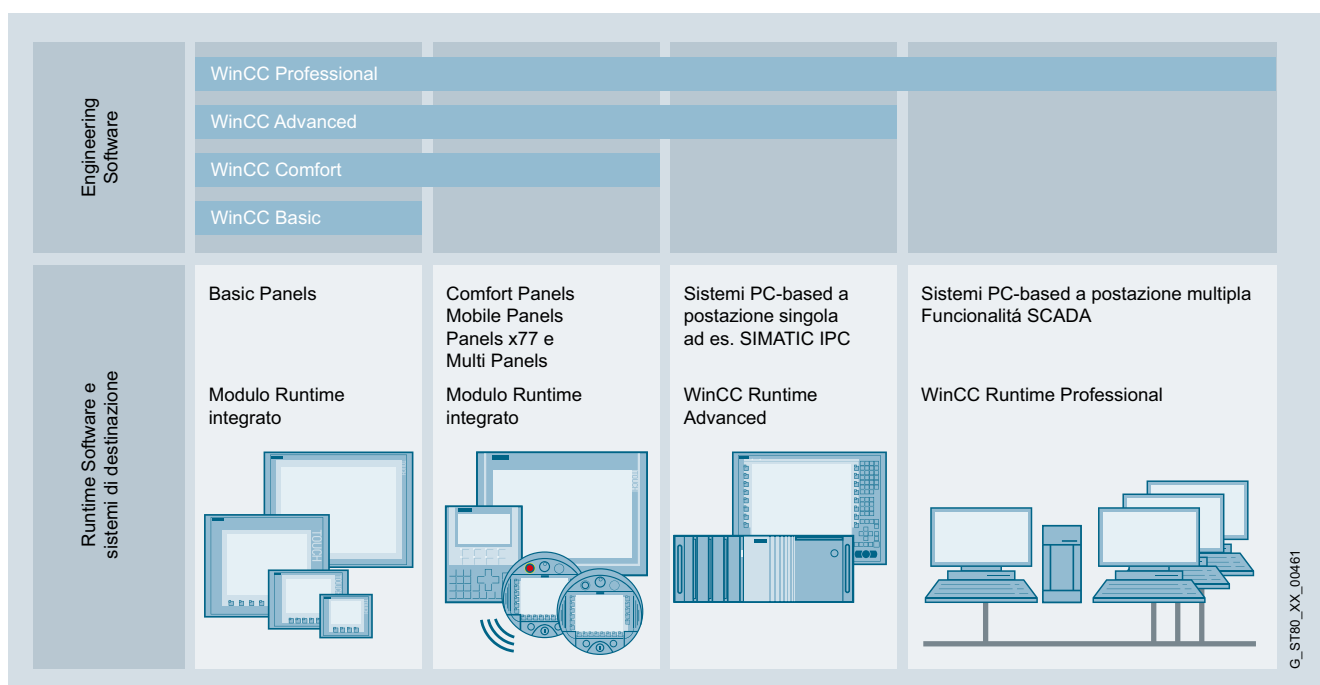 Engineering
Software
WinCC Professional
WinCC Advanced
WinCC Comfort
WinCC Basic
Runtime Software e
sistemi di destinazione
Basic Panels
Modulo Runtime
integrato
Comfort Panels
Mobile Panels
Panels x77 e
Multi Panels
Modulo Runtime
integrato
Sistemi PC-based a
postazione singola
ad es. SIMATIC IPC
WinCC Runtime
Advanced
Sistemi PC-based a postazione multipla
Funcionalitá SCADA
WinCC Runtime Professional
TOUCH
G_ST80_XX_00461